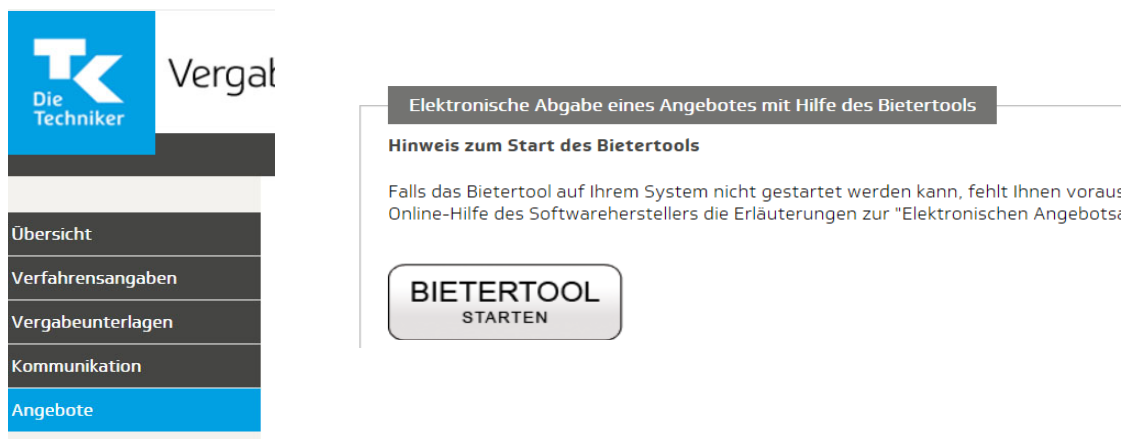 TK
Die
Techniker
Elektronische Abgabe eines Angebotes mit Hilfe des Bietertools
Hinweis zum Start des Bietertools
Falls das Bietertool auf Ihrem System nicht gestartet werden kann, fehlt Ihnen
Online-Hilfe des Softwareherstellers die Erläuterungen zur "Elektronischen
BIETERTOOL
STARTEN
Übersicht
Verfahrensangaben
Vergabeunterlagen
Kommunikation
Angebote